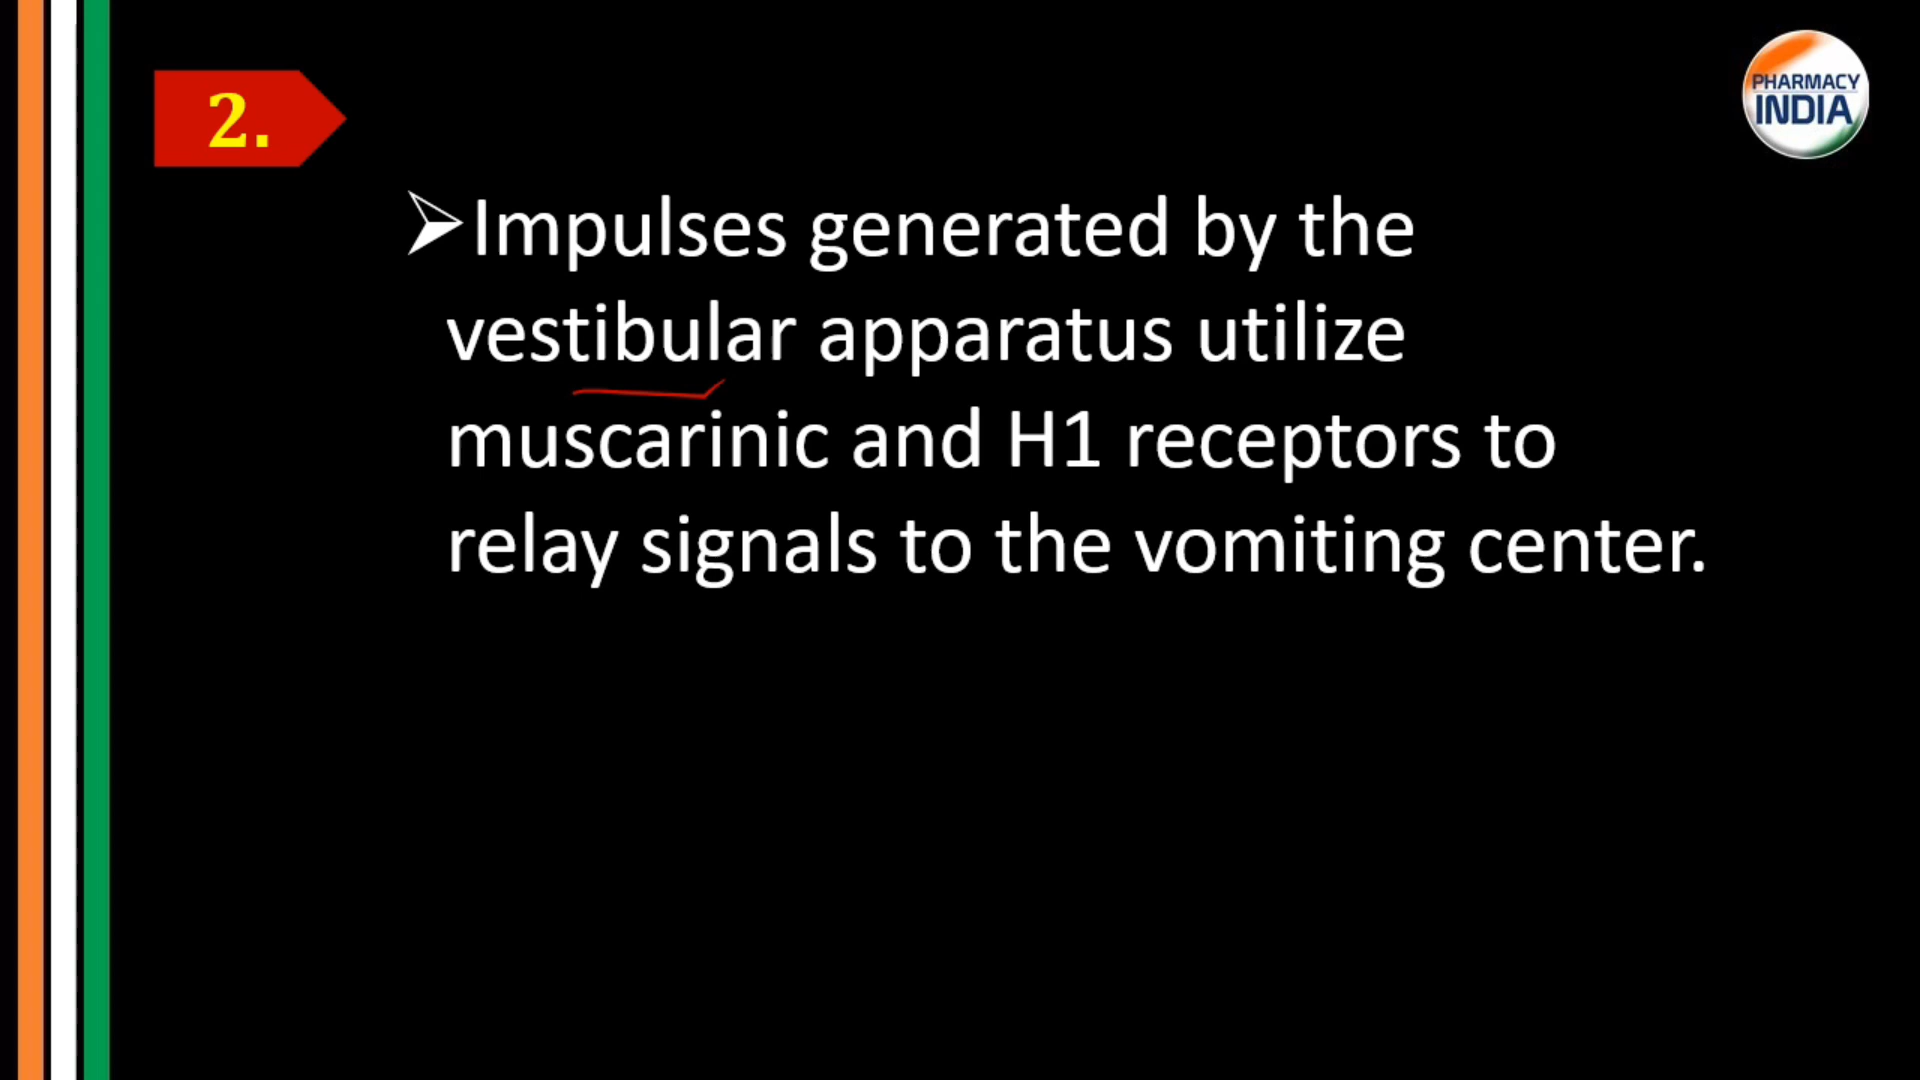 2.
PHARMACY
INDIA
➢Impulses generated by the
vestibular apparatus utilize
muscarinic and H1 receptors to
relay signals to the vomiting center.